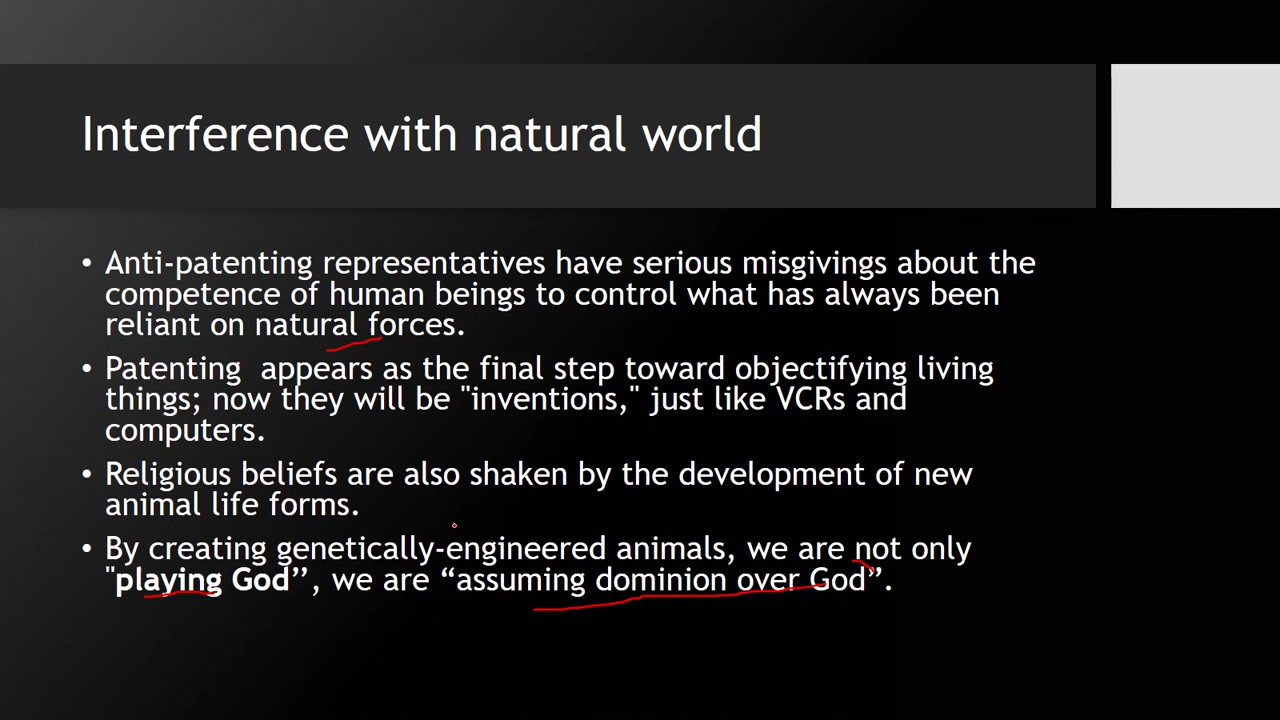 Interference with natural world
• Anti-patenting representatives have serious misgivings about the
competence of human beings to control what has always been
reliant on natural forces.
• Patenting  appears as the final step toward objectifying living
things; now they will be "inventions," just like VCRs and
computers.
• Religious beliefs are also shaken by the development of new
animal life forms.
• By creating genetically-engineered animals, we are not only
"playing God”, we are “assuming dominion over God”.